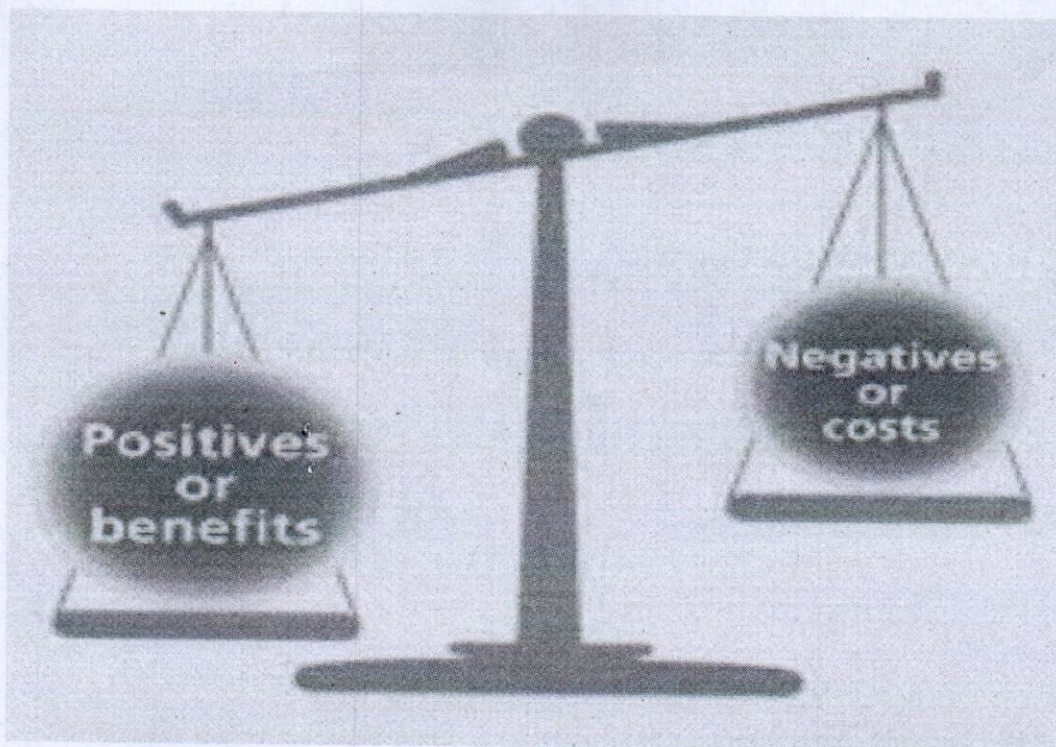 Positives
or
benefits
Negatives
or
costs